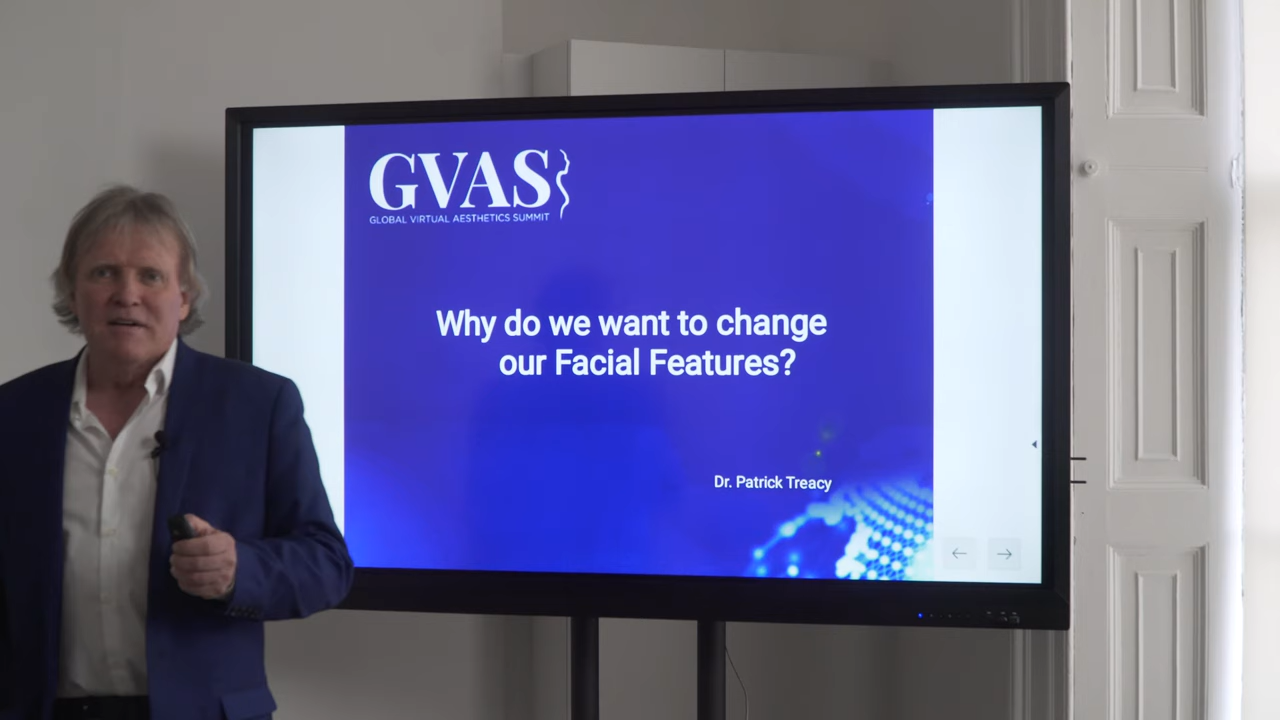 GVAS
GLOBAL VIRTUAL AESTHETICS SUMMIT
Why do we want to change
our Facial Features?
Dr. Patrick Treacy